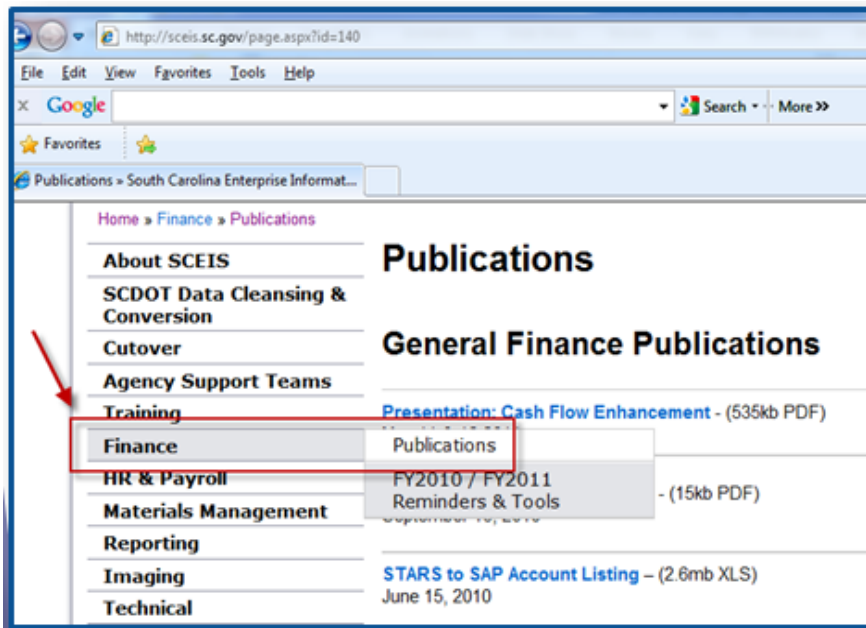 http://sceis.sc.gov/page.aspx?id=140
File Edit View Favorites Tools Help
x Google Search More »
Favorites
Publications » South Carolina Enterprise Informat...
Home » Finance » Publications
About SCEIS
SCDOT Data Cleansing &
Conversion
Cutover
Agency Support Teams
Training
Finance
HR & Payroll
Materials Management
Reporting
Imaging
Technical
Publications
General Finance Publications
Presentation: Cash Flow Enhancement - (535kb PDF)
Publications
FY2010 / FY2011
Reminders & Tools
- (15kb PDF)
2010
STARS to SAP Account Listing – (2.6mb XLS)
June 15, 2010